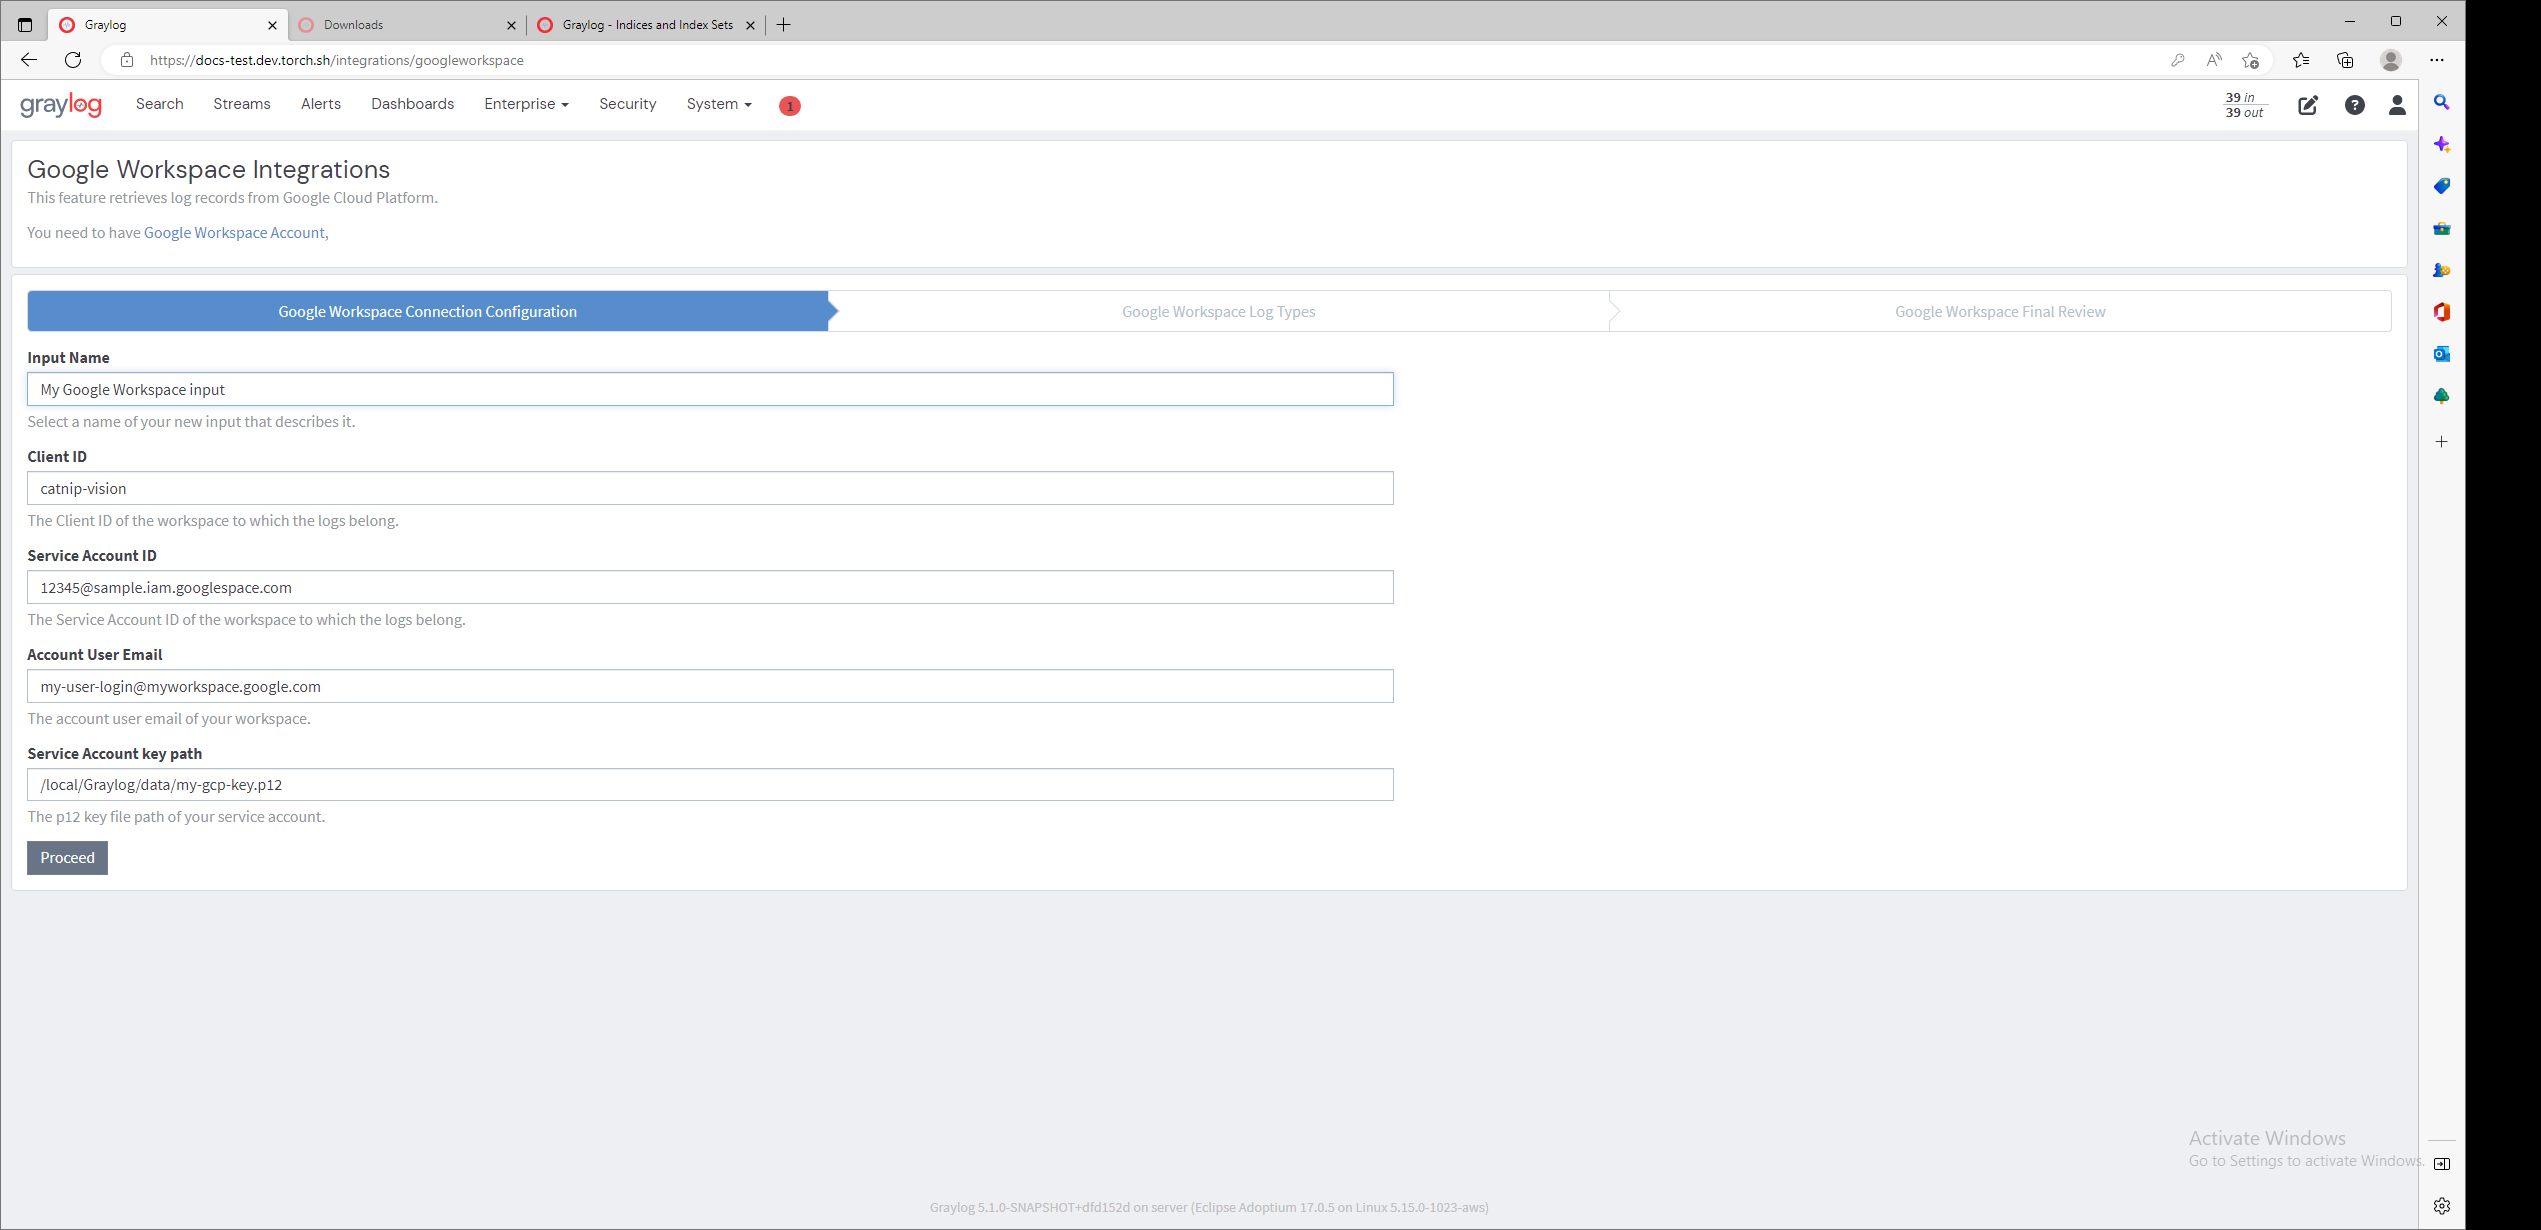 Graylog
Downloads
Graylog - Indices and Index Sets
https://docs-test.dev.torch.sh/integrations/googleworkspace
graylog
Search
Streams
Alerts
Dashboards
Enterprise
Security
System
1
39 in
39 out
Google Workspace Integrations
This feature retrieves log records from Google Cloud Platform.
You need to have Google Workspace Account,
Google Workspace Connection Configuration
Google Workspace Log Types
Google Workspace Final Review
Input Name
My Google Workspace input
Select a name of your new input that describes it.
Client ID
catnip-vision
The Client ID of the workspace to which the logs belong.
Service Account ID
12345@sample.iam.googlespace.com
The Service Account ID of the workspace to which the logs belong.
Account User Email
my-user-login@myworkspace.google.com
The account user email of your workspace.
Service Account key path
/local/Graylog/data/my-gcp-key.p12
The p12 key file path of your service account.
Proceed
Activate Windows
Go to Settings to activate Windows.
Graylog 5.1.0-SNAPSHOT+dfd152d on server (Eclipse Adoptium 17.0.5 on Linux 5.15.0-1023-aws)